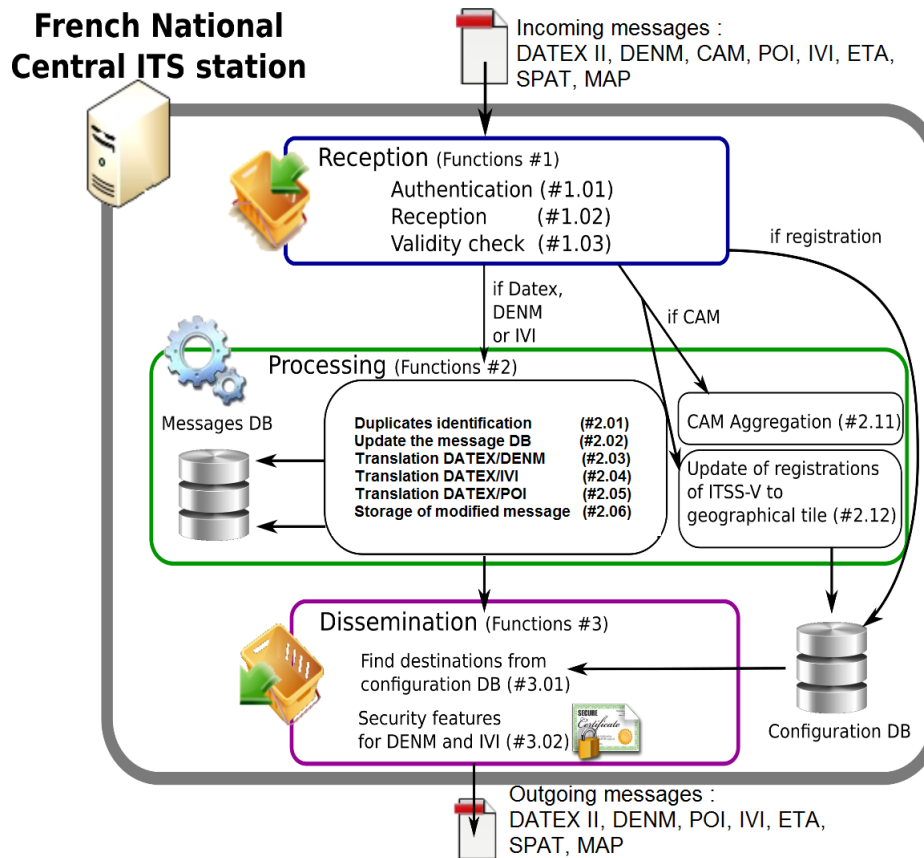 French National
Central ITS station
Incoming messages :
DATEX II, DENM, CAM, POI, IVI, ETA,
SPAT, MAP
Reception (Functions #1)
Authentication (#1.01)
Reception (#1.02)
Validity check (#1.03)
if registration
if Datex,
DENM
or IVI
if CAM
Processing (Functions #2)
Messages DB
Duplicates identification (#2.01)
Update the message DB (#2.02)
Translation DATEX/DENM (#2.03)
Translation DATEX/IVI (#2.04)
Translation DATEX/POI (#2.05)
Storage of modified message (#2.06)
CAM Aggregation (#2.11)
Update of registrations
of ITSS-V to
geographical tile (#2.12)
Dissemination (Functions #3)
Find destinations from
configuration DB (#3.01)
Security features
for DENM and IVI (#3.02)
SECURE
Certificate
Configuration DB
Outgoing messages :
DATEX II, DENM, POI, IVI, ETA,
SPAT, MAP